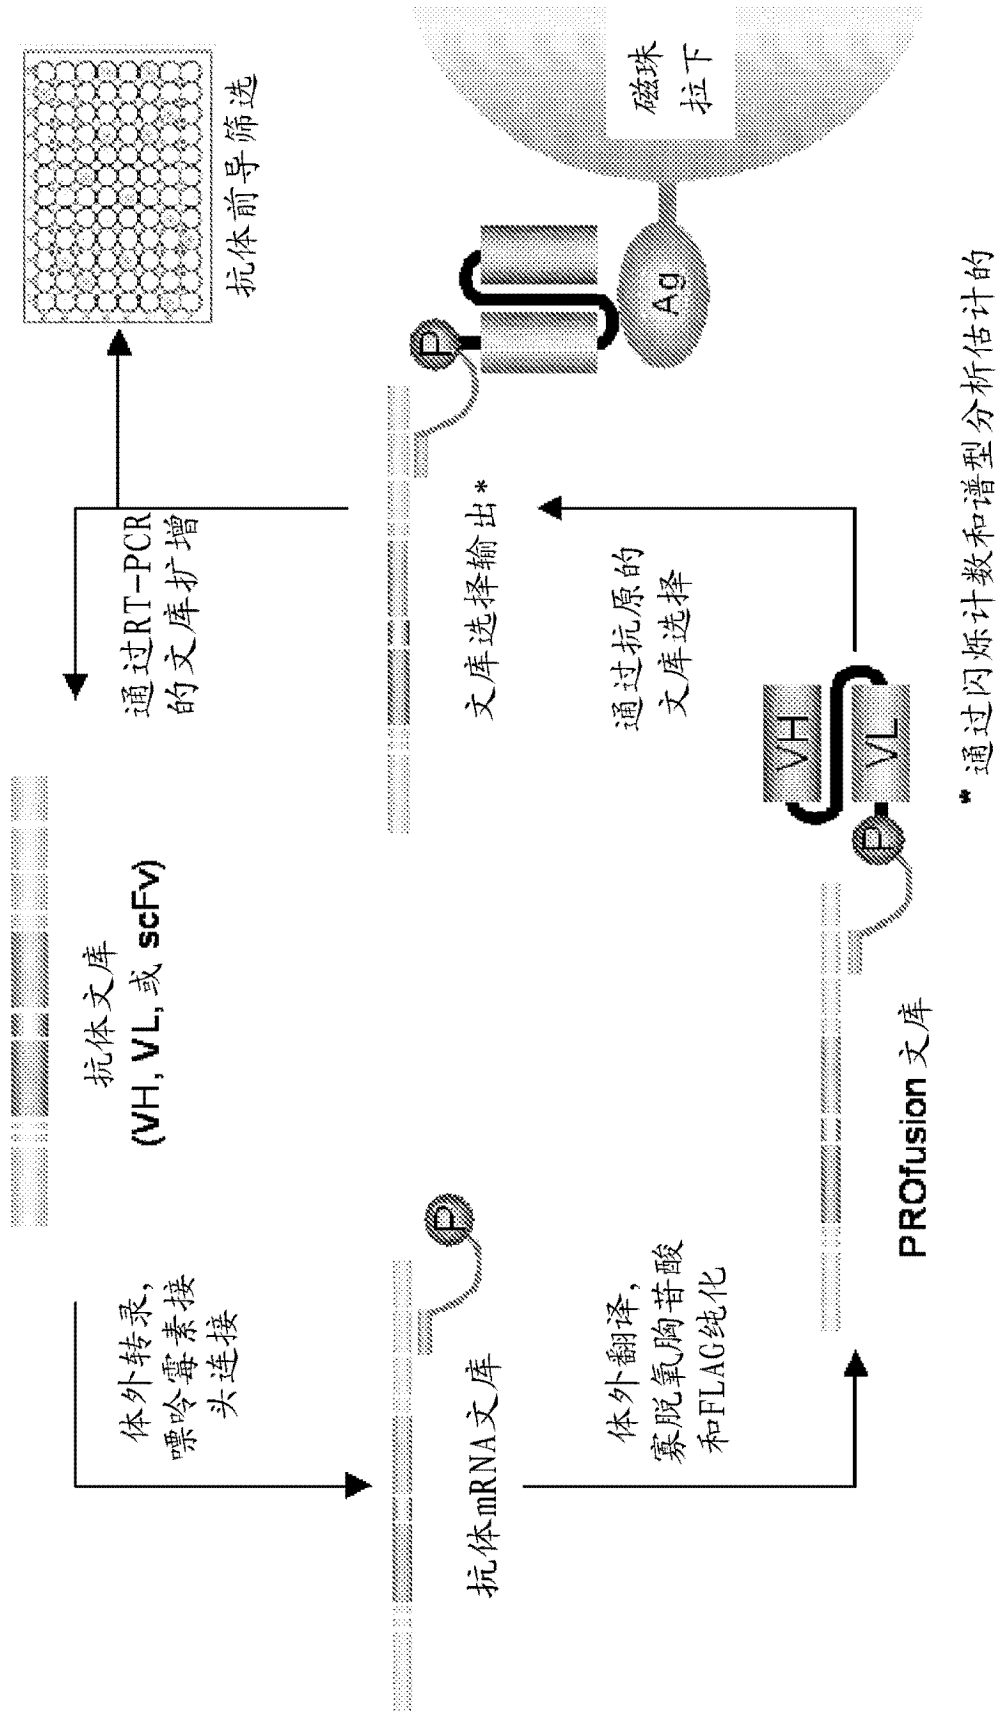 抗体文库
(VH, VL, 或 scFv)
体外转录,
嘌呤霉素接
头连接
P
抗体mRNA文库
体外翻译,
寡脱氧胸苷酸
和FLAG纯化
PROfusion 文库
P
VH
VL
通过抗原的
文库选择
文库选择输出*
P
Ag
磁珠
拉下
通过RT-PCR
的文库扩增
抗体前导筛选
* 通过闪烁计数和谱型分析估计的